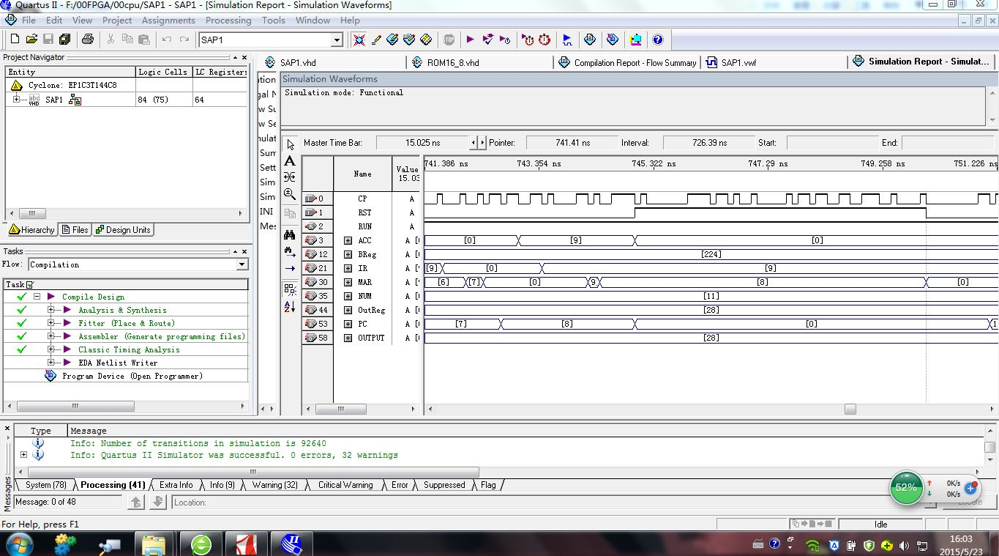 Quartus II - F:/00FPGA/00cpu/SAP1 - SAP1 - [Simulation Report - Simulation Waveforms]
File Edit View Project Assignments Processing Tools Window Help
SAP1
Project Navigator
Entity Logic Cells LC Registers
Cyclone: EP1C3T144C8
SAP1 84 (75) 64
Hierarchy Files Design Units
Tasks
Flow: Compilation
Task
Compile Design
Analysis & Synthesis
Fitter (Place & Route)
Assembler (Generate programming files)
Classic Timing Analysis
EDA Netlist Writer
Program Device (Open Programmer)
SAP1.vhd ROM16_8.vhd Compilation Report - Flow Summary SAP1.vwf Simulation Report - Simulat...
Simulation Waveforms
Simulation mode: Functional
Master Time Bar: 15.025 ns Pointer: 741.41 ns Interval: 726.39 ns Start: End:
Name Value
15.03
741.386 ns 743.354 ns 745.322 ns 747.29 ns 749.258 ns 751.226 ns
0 CP A
1 RST A
2 RUN A
3 ACC A [0] [9] [0]
12 BReg A [224]
21 IR A [9] [0] [9]
30 MAR A [6] [7] [0] 9 [8] [0]
35 NUM A [11]
44 OutReg A [28]
53 PC A [7] [8] [0] [1
58 OUTPUT A [28]
Type Message
Info: Number of transitions in simulation is 92640
Info: Quartus II Simulator was successful. 0 errors, 32 warnings
System (78) Processing (41) Extra Info Info (9) Warning (32) Critical Warning Error Suppressed Flag
Messages
Message: 0 of 48 Location: Locate
52% 0K/s
0K/s
For Help, press F1 Idle
16:03
2015/5/23